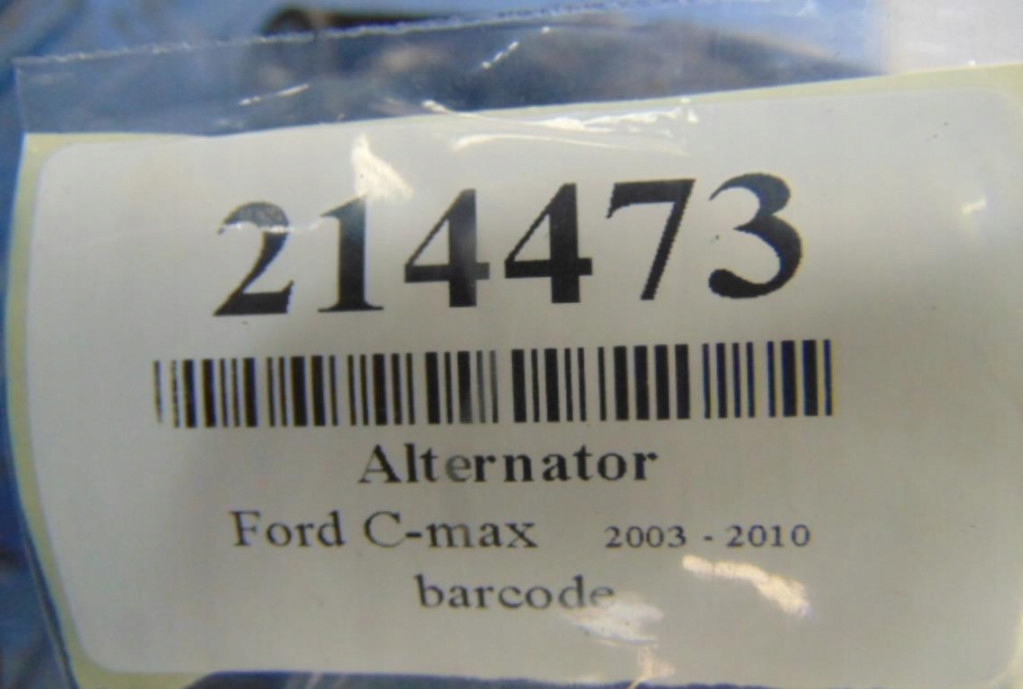 214473
Alternator
Ford C-max 2003 - 2010
barcode